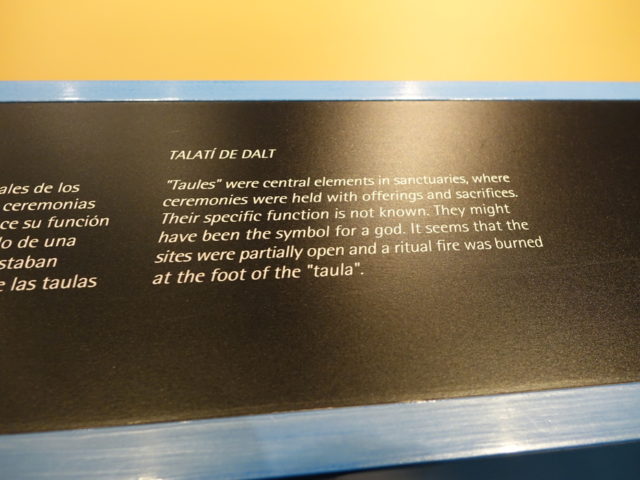 ales de los
ceremonias
ce su función
lo de una
staban
e las taulas
TALATÍ DE DALT
"Taules" were central elements in sanctuaries, where
ceremonies were held with offerings and sacrifices.
Their specific function is not known. They might
have been the symbol for a god. It seems that the
sites were partially open and a ritual fire was burned
at the foot of the "taula".